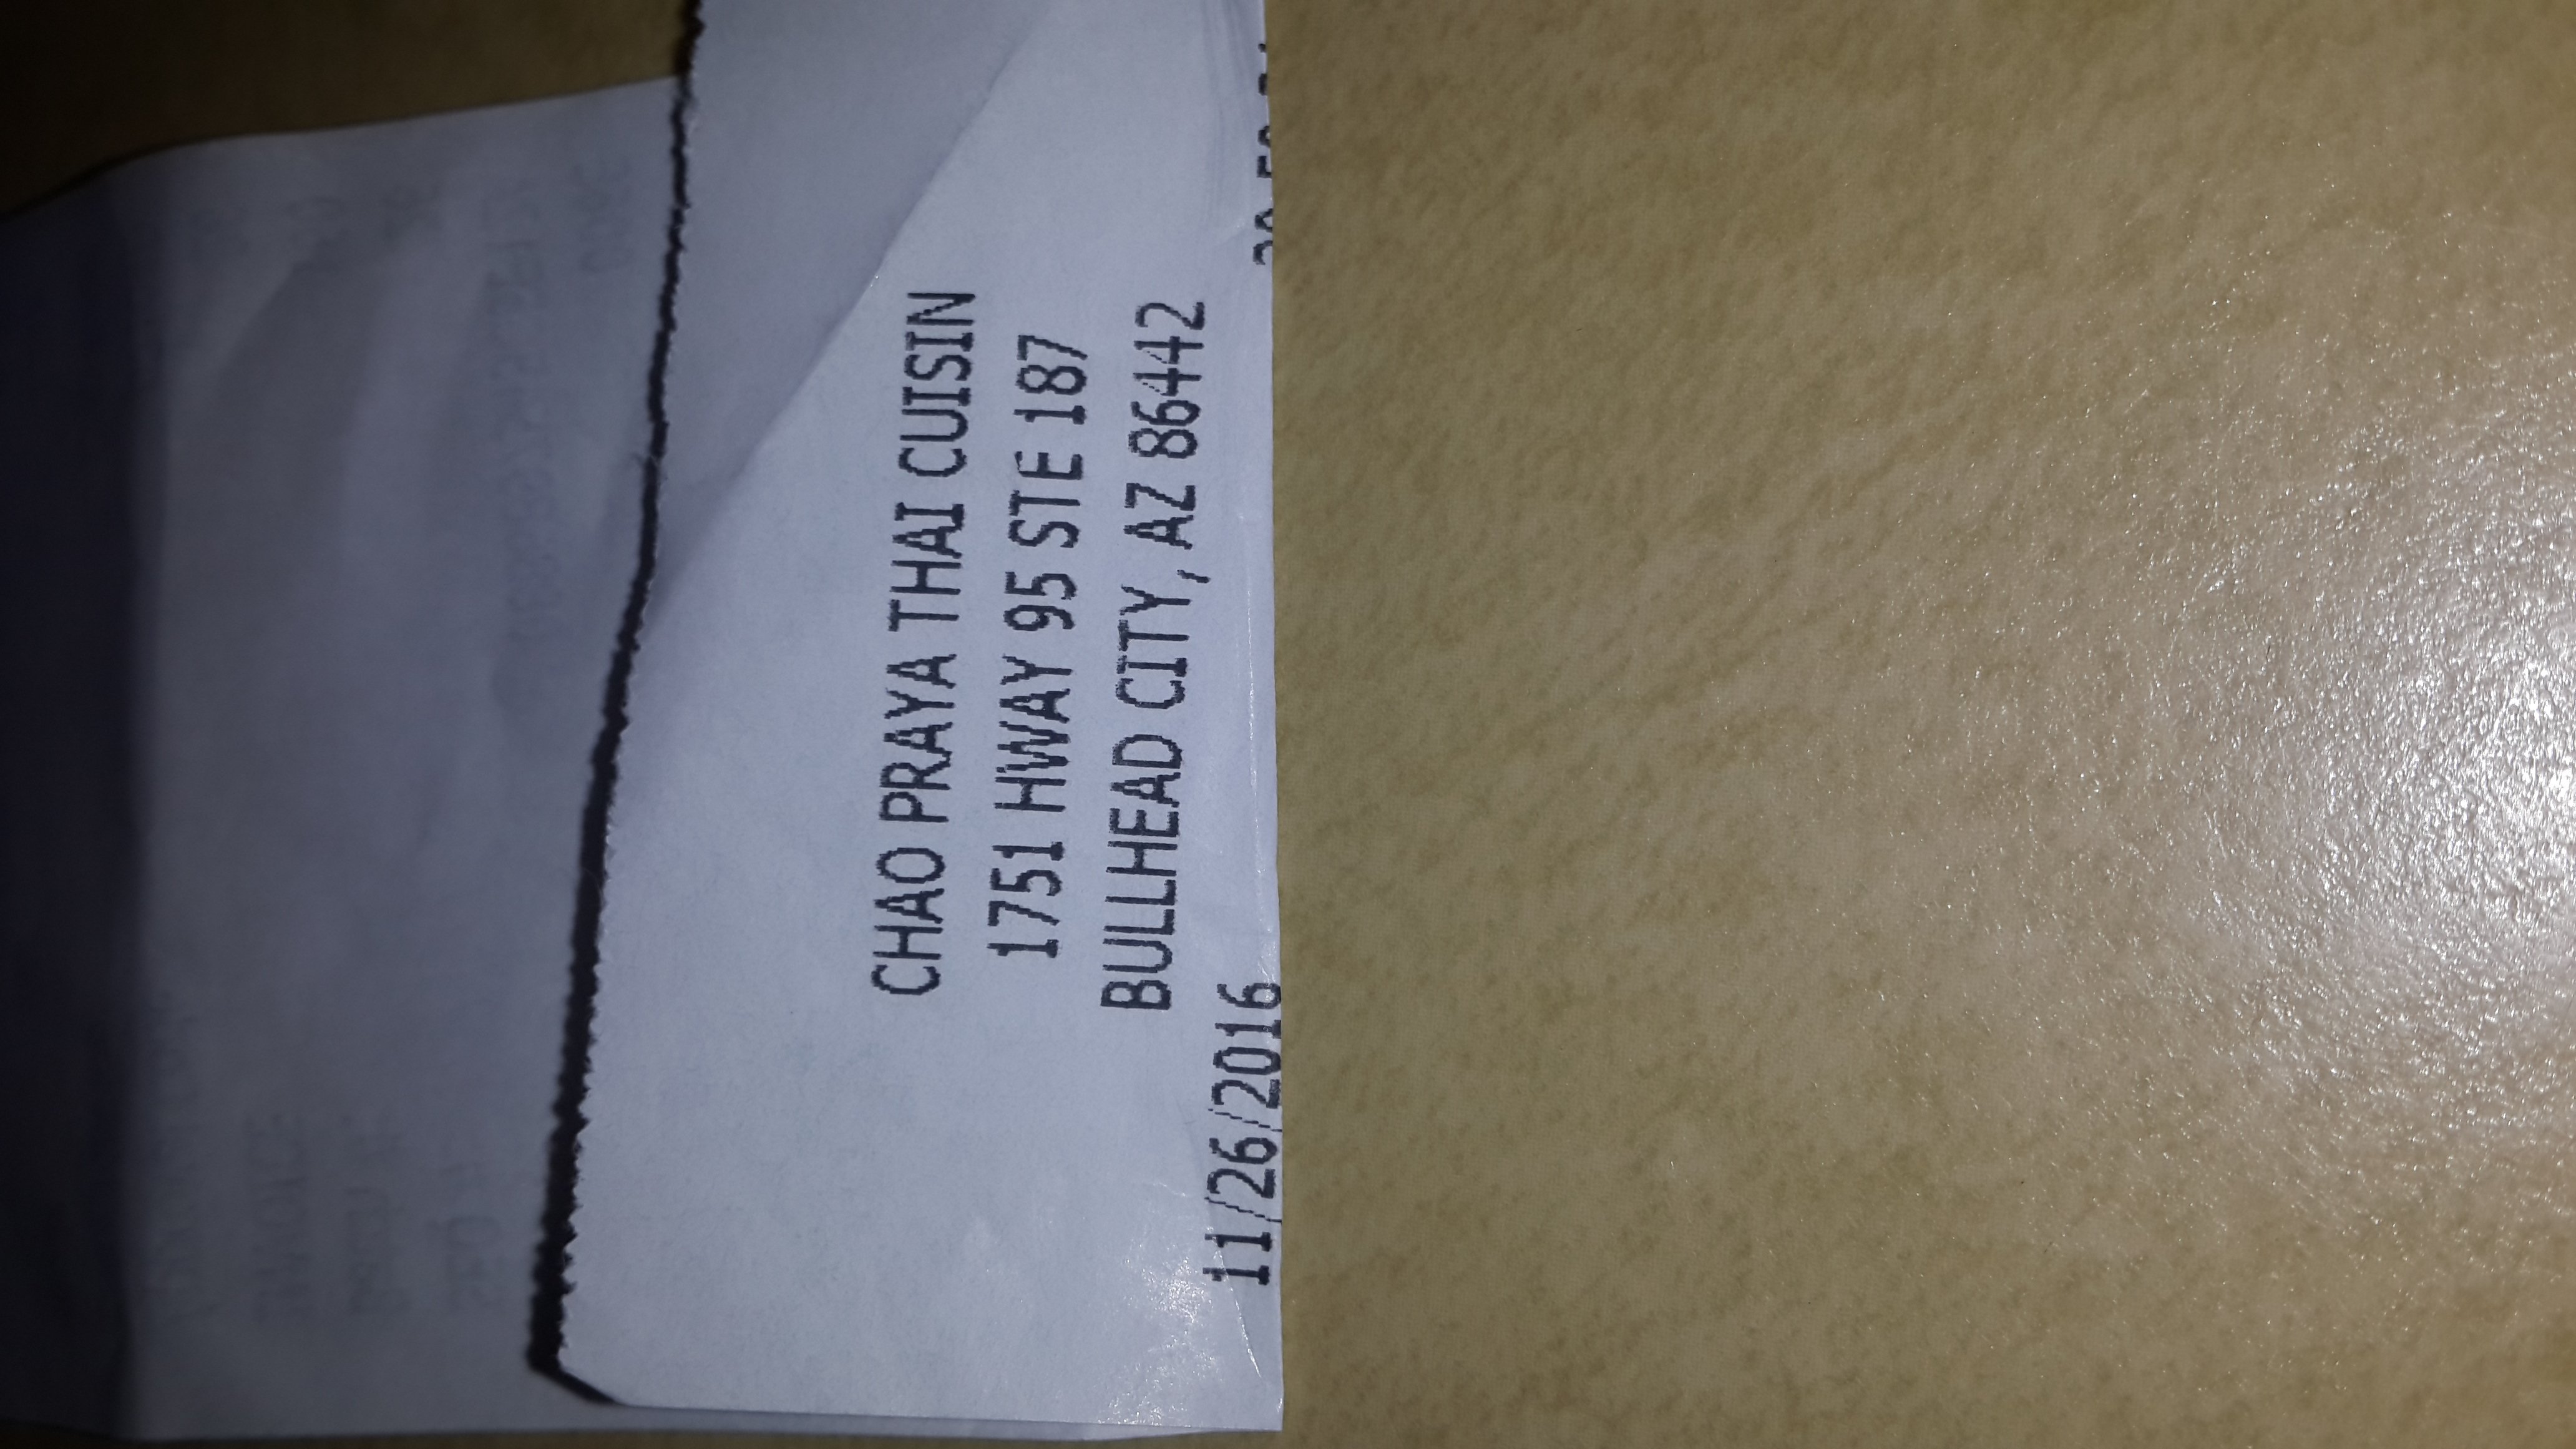 CHAO PRAYA THAI CUISIN
1751 HWAY 95 STE 187
BULLHEAD CITY, AZ 86442
11/26/2016